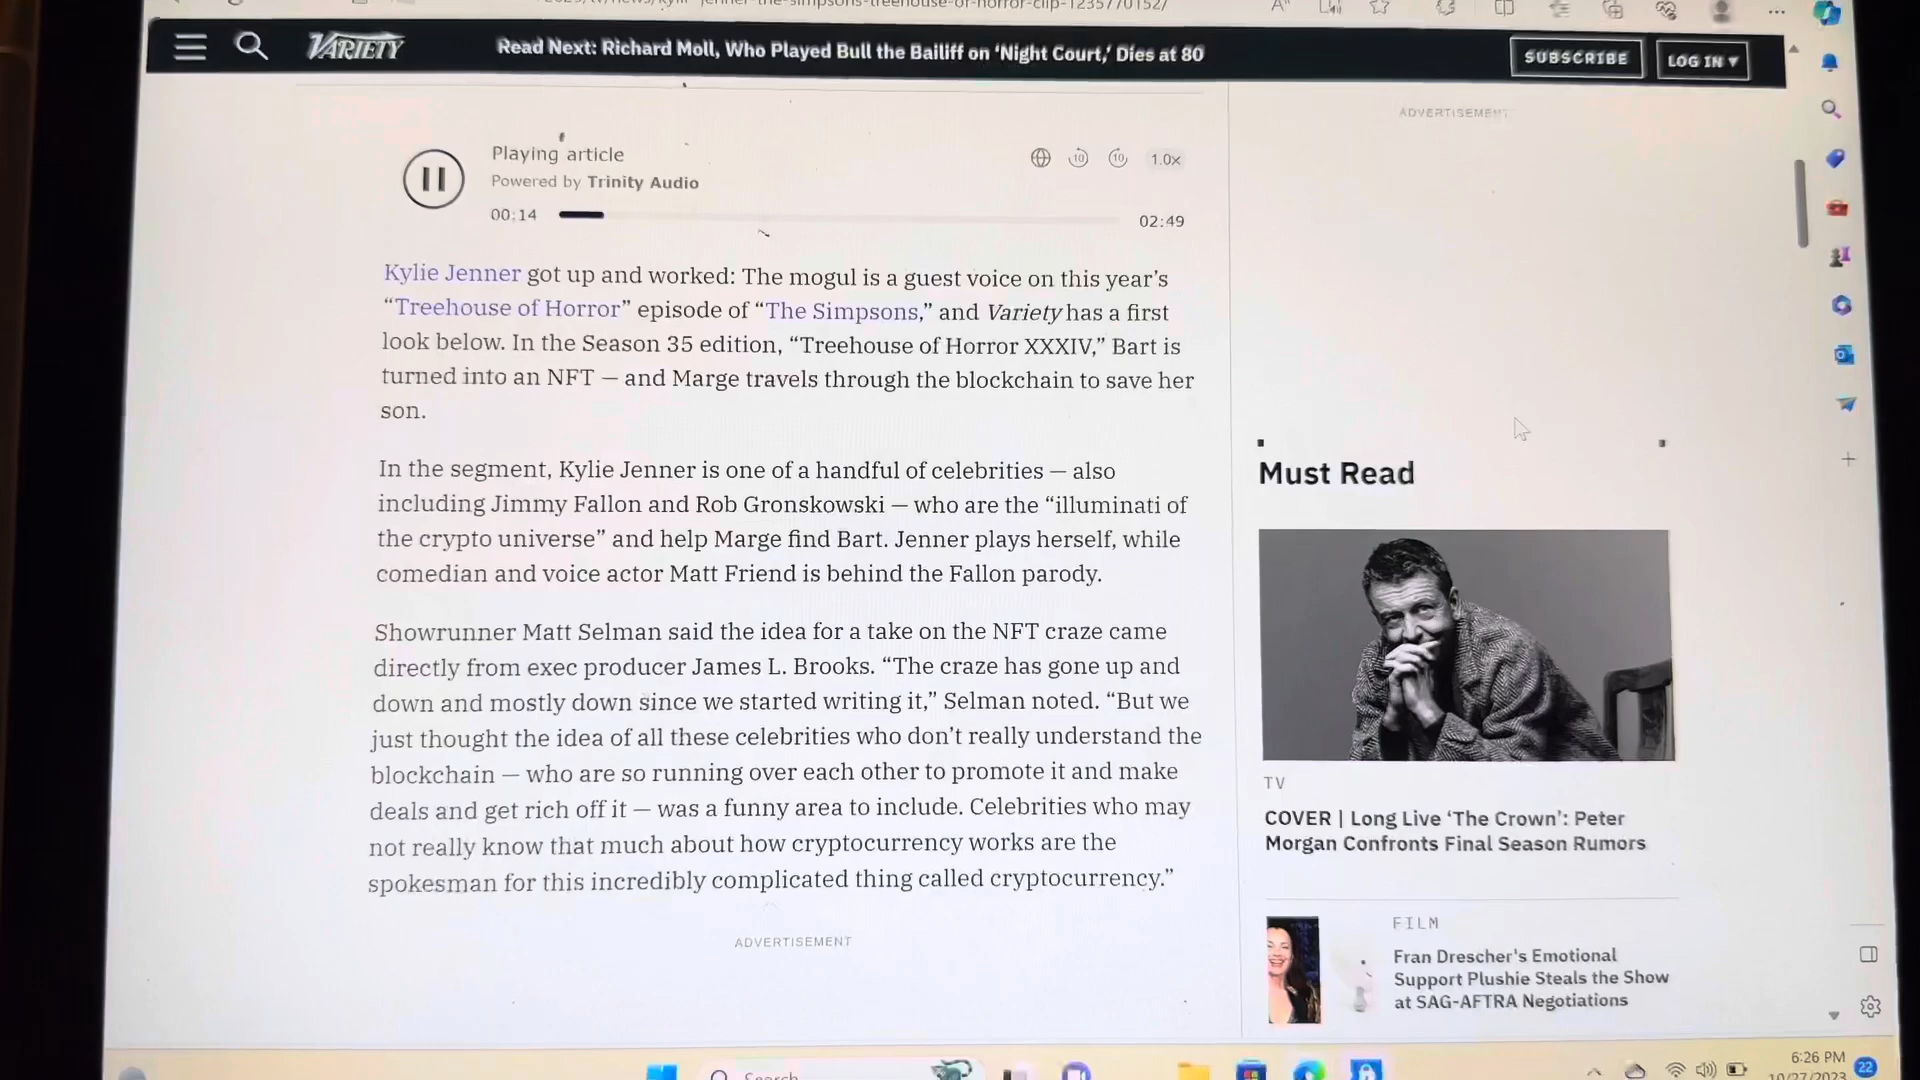 VARIETY
Read Next: Richard Moll, Who Played Bull the Bailiff on ‘Night Court,’ Dies at 80
SUBSCRIBE
LOG IN
Playing article
Powered by Trinity Audio
10
10
1.0x
00:14
02:49
Kylie Jenner got up and worked: The mogul is a guest voice on this year’s
“Treehouse of Horror” episode of “The Simpsons,” and Variety has a first
look below. In the Season 35 edition, “Treehouse of Horror XXXIV,” Bart is
turned into an NFT — and Marge travels through the blockchain to save her
son.
In the segment, Kylie Jenner is one of a handful of celebrities — also
including Jimmy Fallon and Rob Gronskowski — who are the “illuminati of
the crypto universe” and help Marge find Bart. Jenner plays herself, while
comedian and voice actor Matt Friend is behind the Fallon parody.
Showrunner Matt Selman said the idea for a take on the NFT craze came
directly from exec producer James L. Brooks. “The craze has gone up and
down and mostly down since we started writing it,” Selman noted. “But we
just thought the idea of all these celebrities who don’t really understand the
blockchain — who are so running over each other to promote it and make
deals and get rich off it — was a funny area to include. Celebrities who may
not really know that much about how cryptocurrency works are the
spokesman for this incredibly complicated thing called cryptocurrency.”
ADVERTISEMENT
ADVERTISEMENT
Must Read
TV
COVER | Long Live ‘The Crown’: Peter
Morgan Confronts Final Season Rumors
FILM
Fran Drescher's Emotional
Support Plushie Steals the Show
at SAG-AFTRA Negotiations
Search
6:26 PM
10/27/2023
22